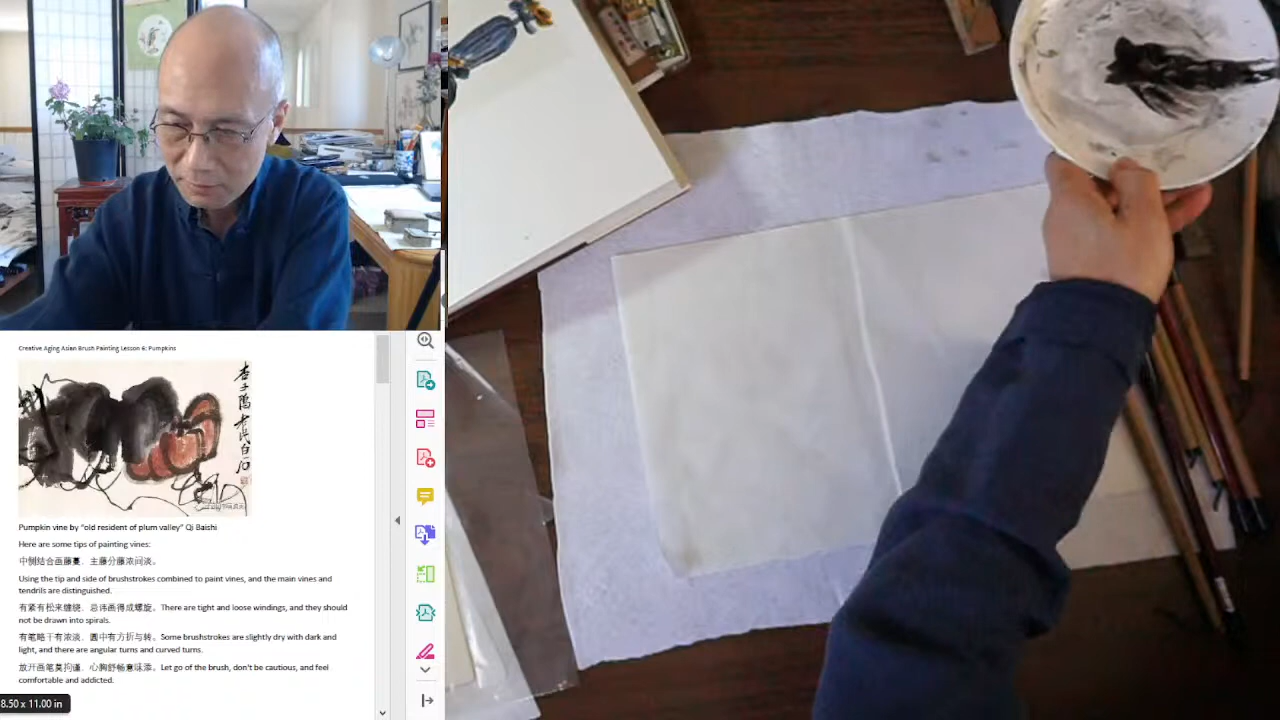 Creative Aging Asian Brush Painting Lesson 6: Pumpkins
杏子隖老民白石
Pumpkin vine by "old resident of plum valley" Qi Baishi
Here are some tips of painting vines:
中侧结合画藤蔓，主藤分藤浓间淡。
Using the tip and side of brushstrokes combined to paint vines, and the main vines and
tendrils are distinguished.
有紧有松来缠绕，忌讳画得成螺旋。There are tight and loose windings, and they should
not be drawn into spirals.
有笔略干有浓淡，圆中有方折与转。Some brushstrokes are slightly dry with dark and
light, and there are angular turns and curved turns.
放开画笔莫拘谨，心胸舒畅意味添。Let go of the brush, don't be cautious, and feel
comfortable and addicted.
8.50 x 11.00 in